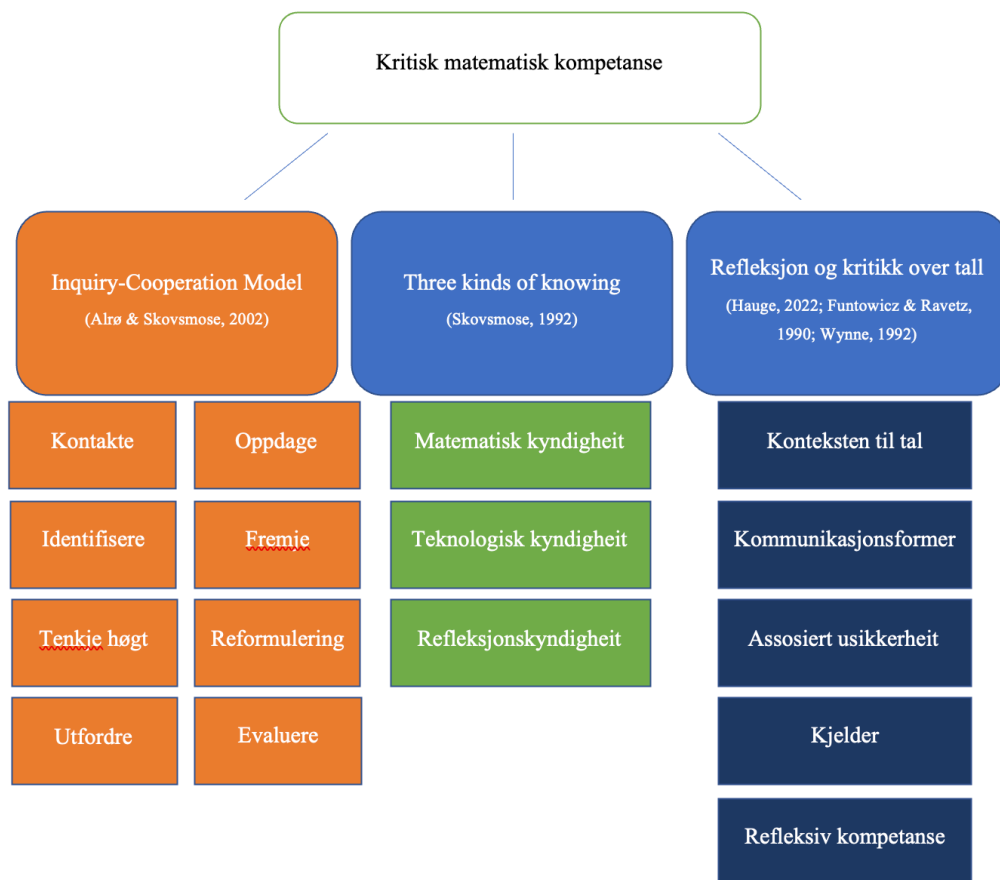 Kritisk matematisk kompetanse
Inquiry-Cooperation Model
(Alrø & Skovsmose, 2002)
Three kinds of knowing
(Skovsmose, 1992)
Refleksjon og kritikk over tall
(Hauge, 2022; Funtowicz & Ravetz,
1990; Wynne, 1992)
Kontakte
Oppdage
Identifisere
Fremje
Tenkje høgt
Reformulering
Utfordre
Evaluere
Matematisk kyndigheit
Teknologisk kyndigheit
Refleksjonskyndigheit
Konteksten til tal
Kommunikasjonsformer
Assosiert usikkerheit
Kjelder
Refleksiv kompetanse